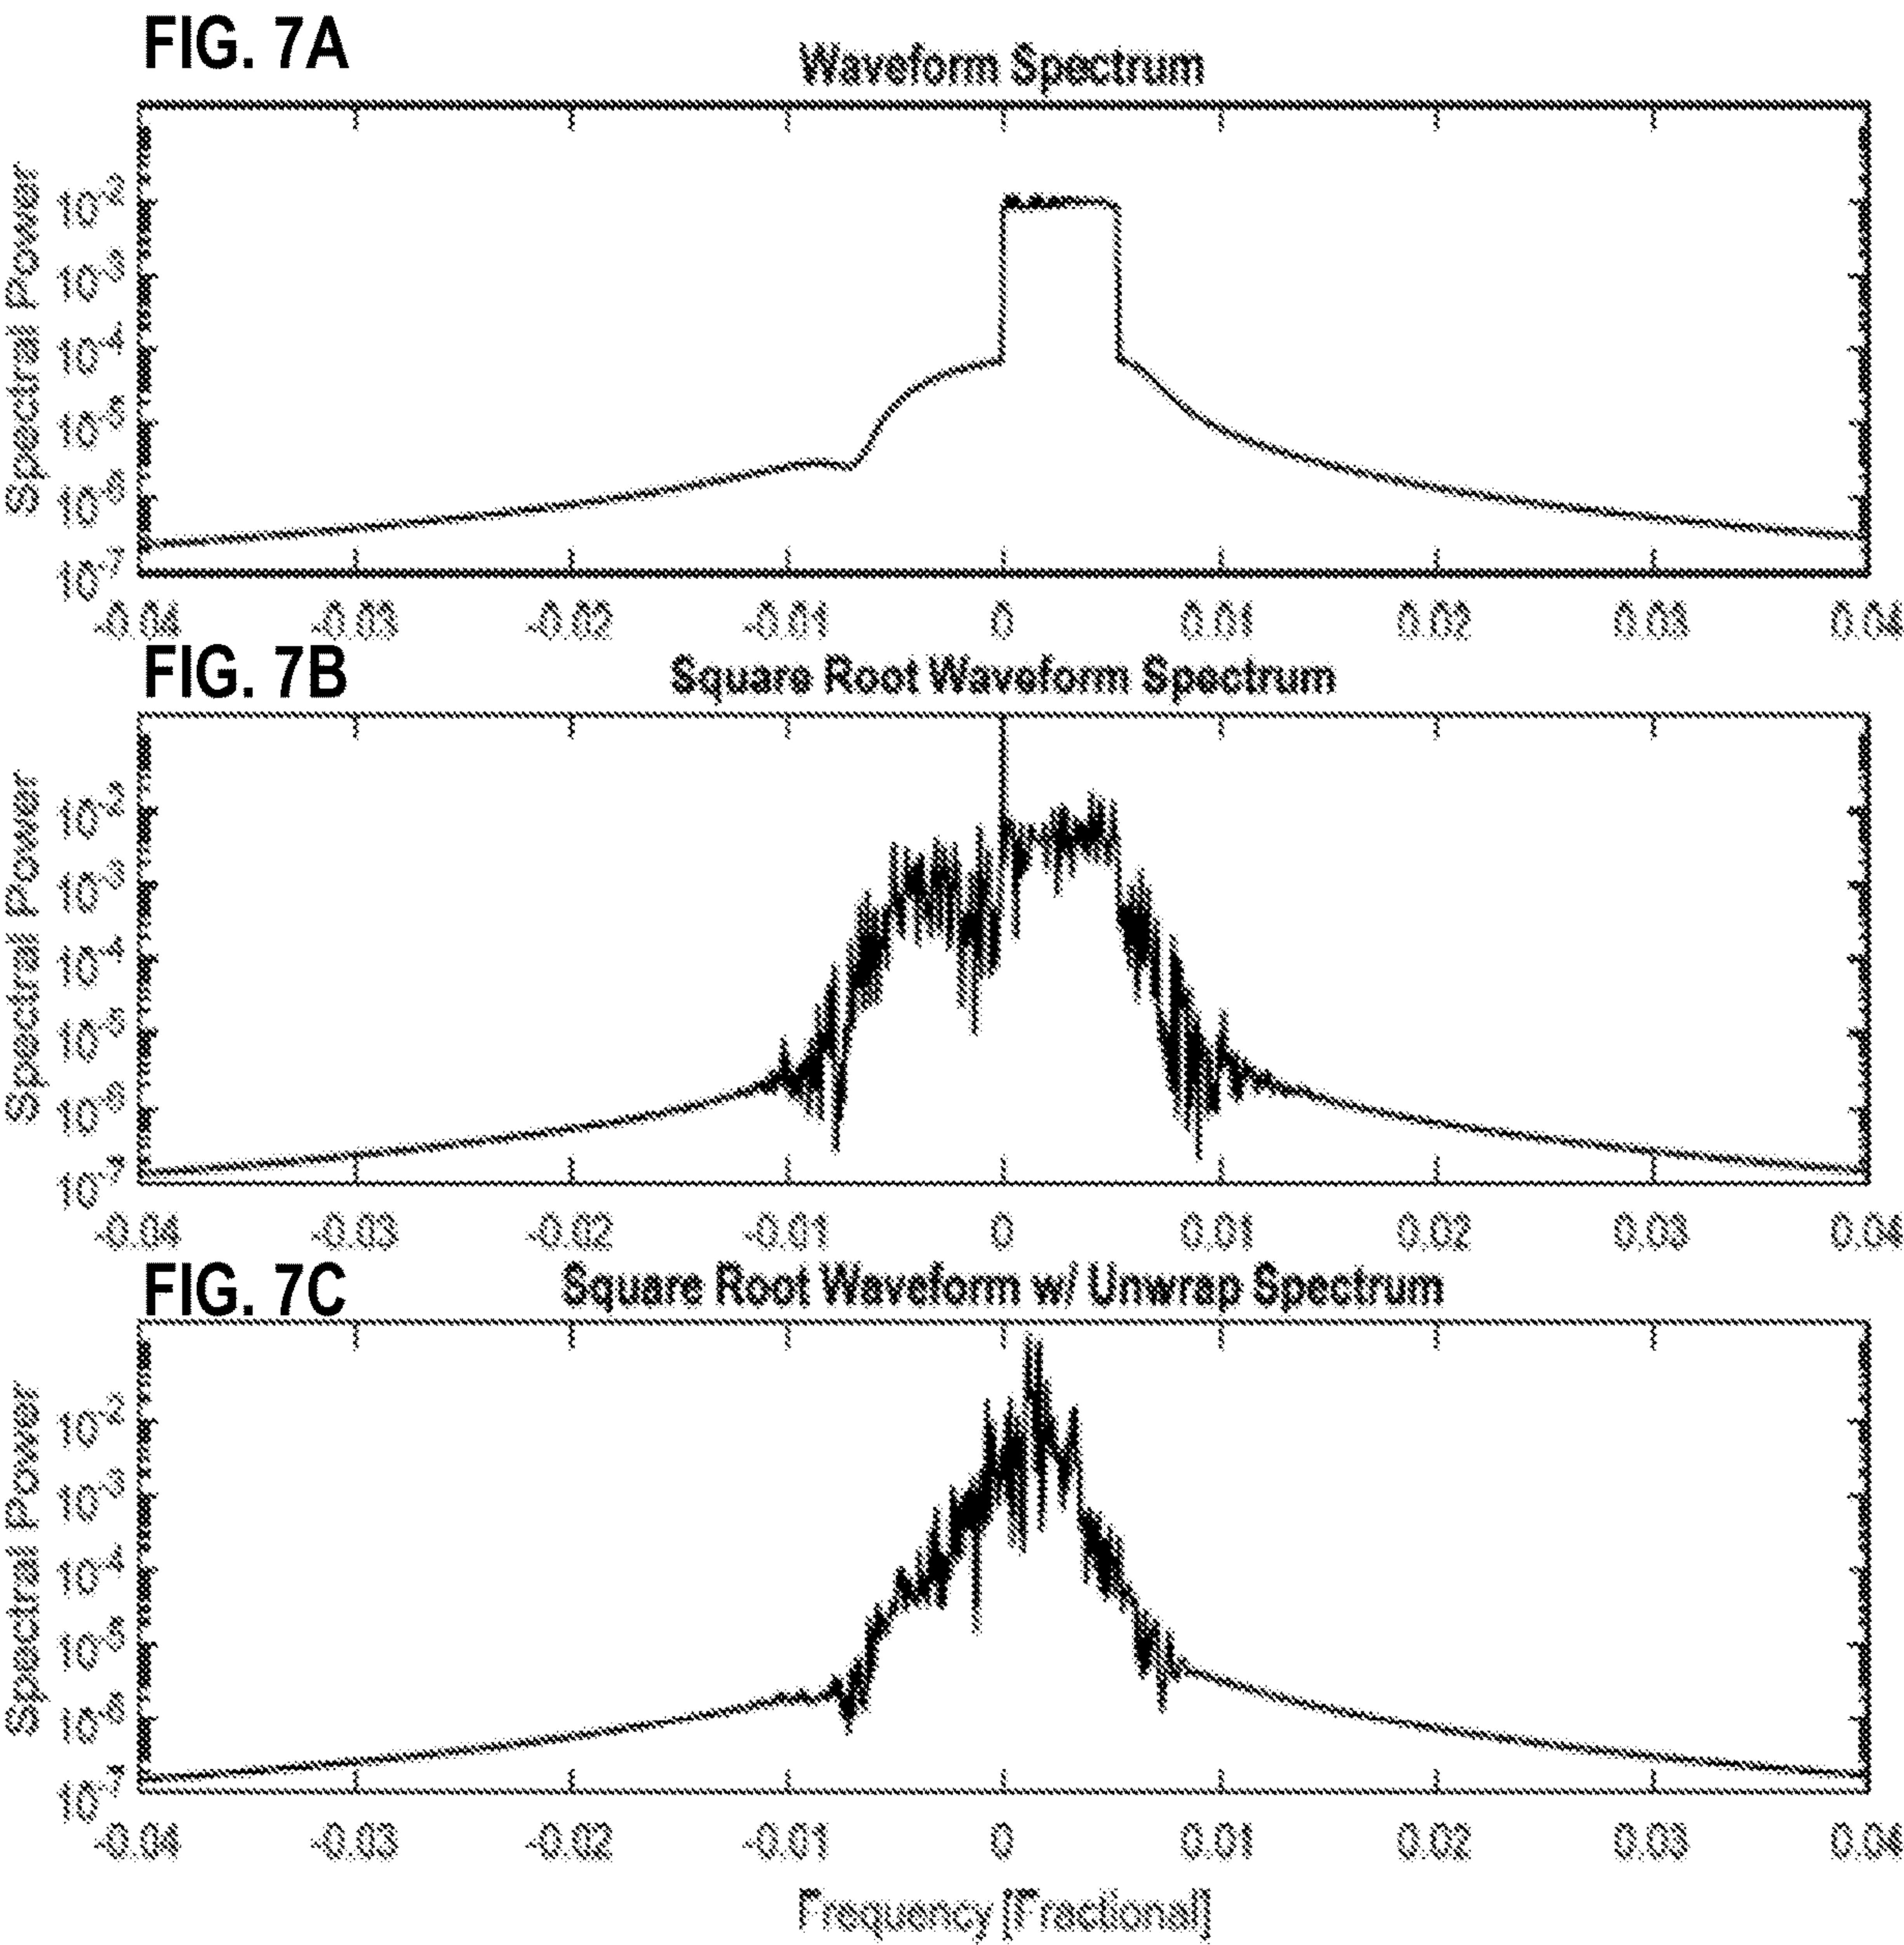 FIG. 7A
Waveform Spectrum
Spectral Power
10-2
10-3
10-4
10-5
10-6
10-7
-0.04 -0.03 -0.02 -0.01 0 0.01 0.02 0.03 0.04
FIG. 7B
Square Root Waveform Spectrum
Spectral Power
10-2
10-3
10-4
10-5
10-6
10-7
-0.04 -0.03 -0.02 -0.01 0 0.01 0.02 0.03 0.04
FIG. 7C
Square Root Waveform w/ Unwrap Spectrum
Spectral Power
10-2
10-3
10-4
10-5
10-6
10-7
-0.04 -0.03 -0.02 -0.01 0 0.01 0.02 0.03 0.04
Frequency [Fractional]